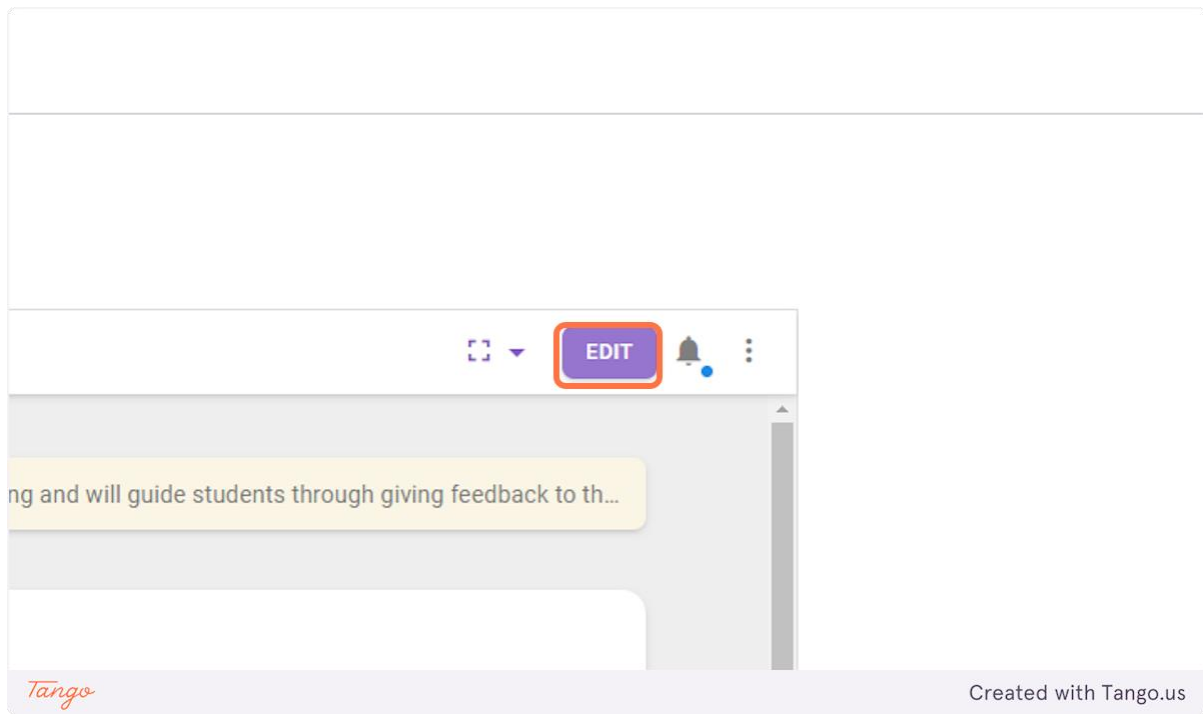 EDIT
ng and will guide students through giving feedback to th...
Tango
Created with Tango.us